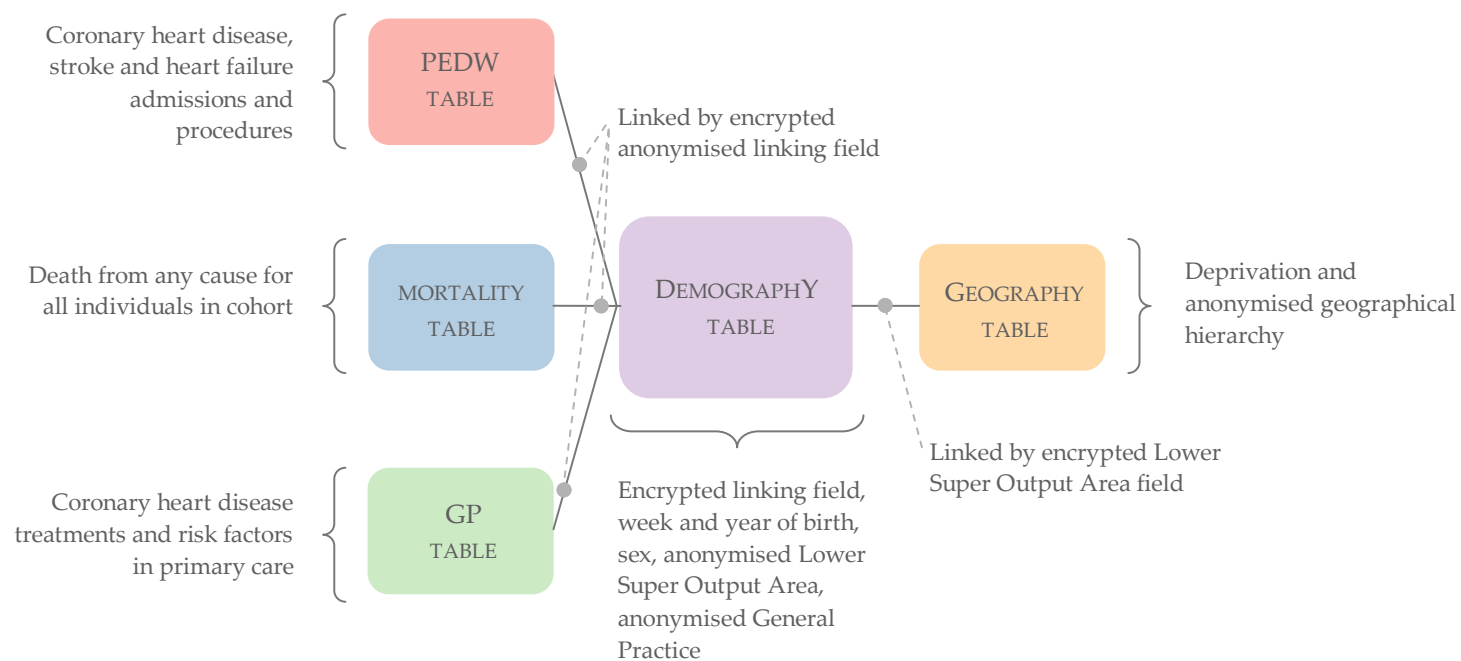 Coronary heart disease,
stroke and heart failure
admissions and
procedures
PEDW
TABLE
Linked by encrypted
anonymised linking field
Death from any cause for
all individuals in cohort
MORTALITY
TABLE
DEMOGRAPHY
TABLE
GEOGRAPHY
TABLE
Deprivation and
anonymised geographical
hierarchy
Coronary heart disease
treatments and risk factors
in primary care
GP
TABLE
Encrypted linking field,
week and year of birth,
sex, anonymised Lower
Super Output Area,
anonymised General
Practice
Linked by encrypted Lower
Super Output Area field